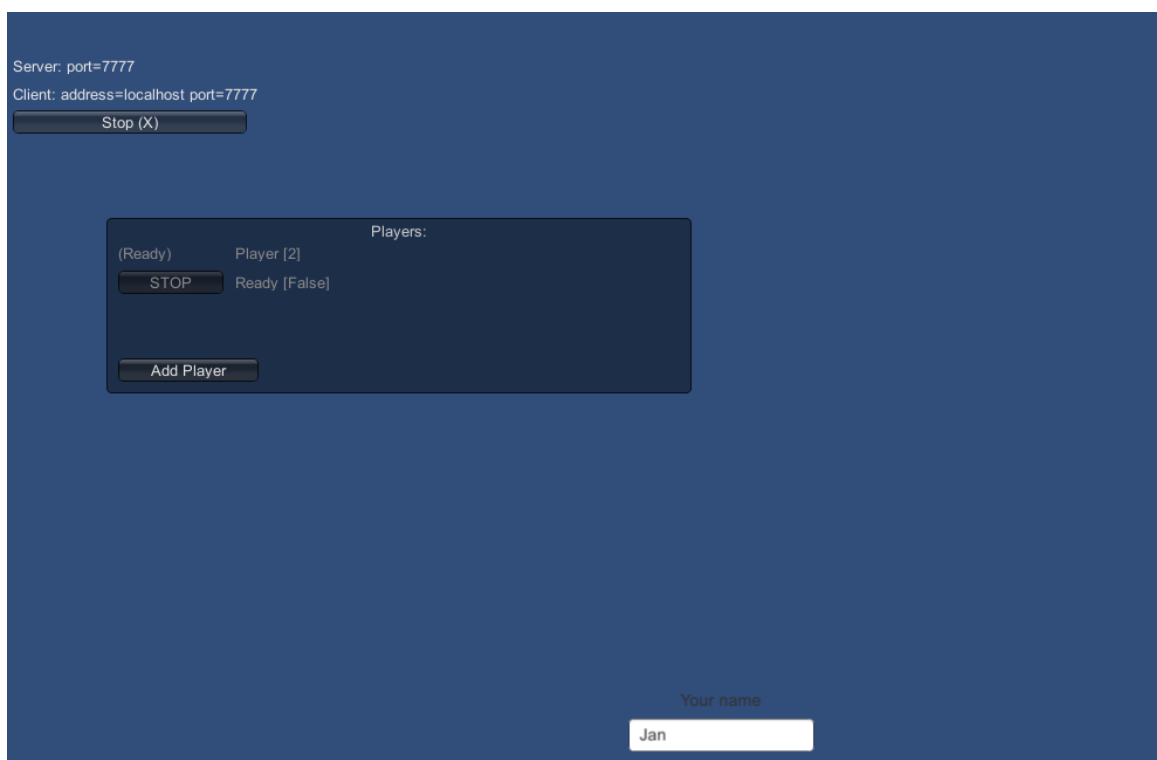 Server: port=7777
Client: address=localhost port=7777
Stop (X)
Players:
(Ready) Player [2]
STOP Ready [False]
Add Player
Your name
Jan